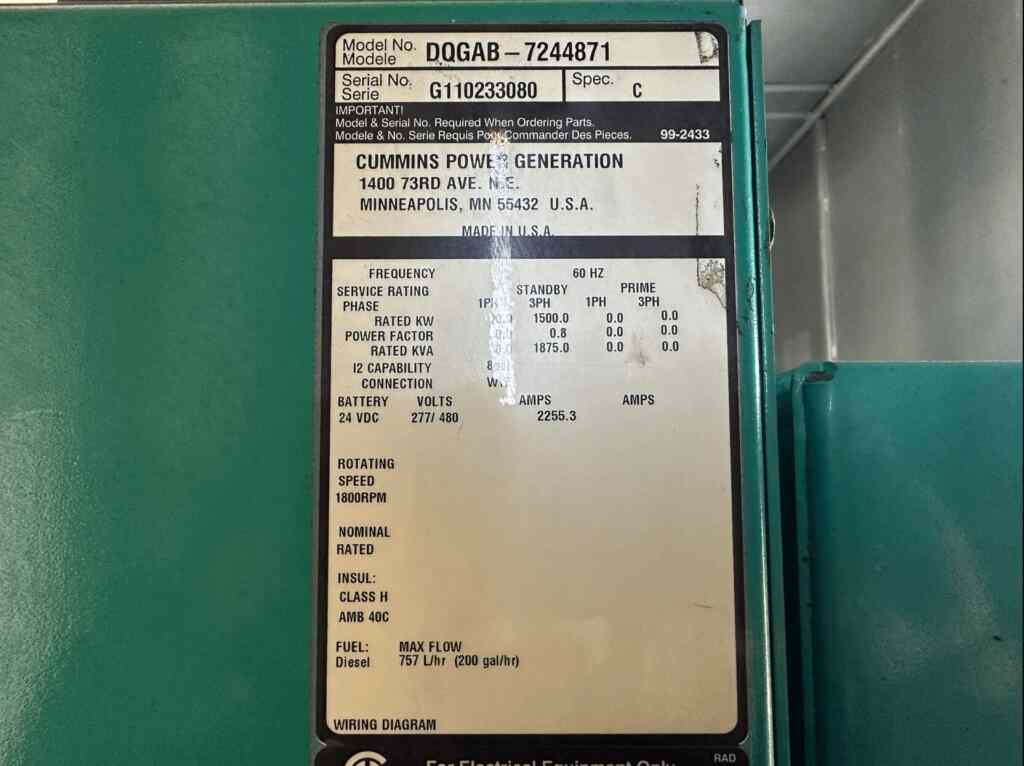 Model No. DQGAB-7244871
Modele
Serial No. G110233080 Spec. C
Serie
IMPORTANT!
Model & Serial No. Required When Ordering Parts.
Modele & No. Serie Requis Pour Commander Des Pieces. 99-2433
CUMMINS POWER GENERATION
1400 73RD AVE. N.E.
MINNEAPOLIS, MN 55432 U.S.A.
MADE IN U.S.A.
FREQUENCY 60 HZ
SERVICE RATING STANDBY PRIME
PHASE 1PH 3PH 1PH 3PH
RATED KW 1500.0 0.0 0.0
POWER FACTOR 0.8 0.0 0.0
RATED KVA 1875.0 0.0 0.0
I2 CAPABILITY
CONNECTION
BATTERY VOLTS AMPS AMPS
24 VDC 277/ 480 2255.3
ROTATING
SPEED
1800RPM
NOMINAL
RATED
INSUL:
CLASS H
AMB 40C
FUEL: MAX FLOW
Diesel 757 L/hr (200 gal/hr)
WIRING DIAGRAM
For Electrical Equipment Only RAD